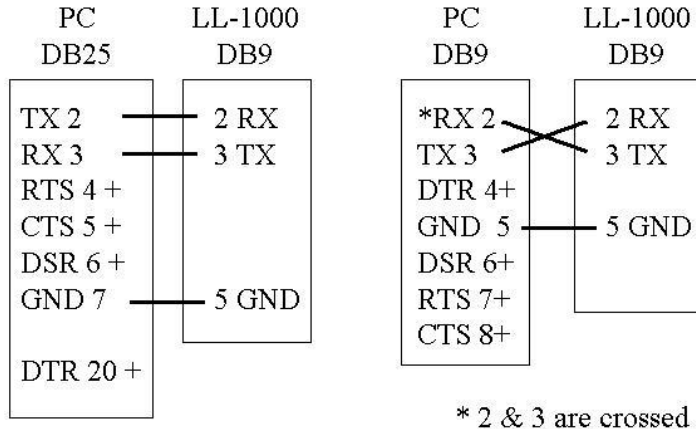 PC LL-1000
DB25 DB9
TX 2 2 RX
RX 3 3 TX
RTS 4 +
CTS 5 +
DSR 6 +
GND 7 5 GND
DTR 20 +
PC LL-1000
DB9 DB9
*RX 2 2 RX
TX 3 3 TX
DTR 4+
GND 5 5 GND
DSR 6+
RTS 7+
CTS 8+
* 2 & 3 are crossed